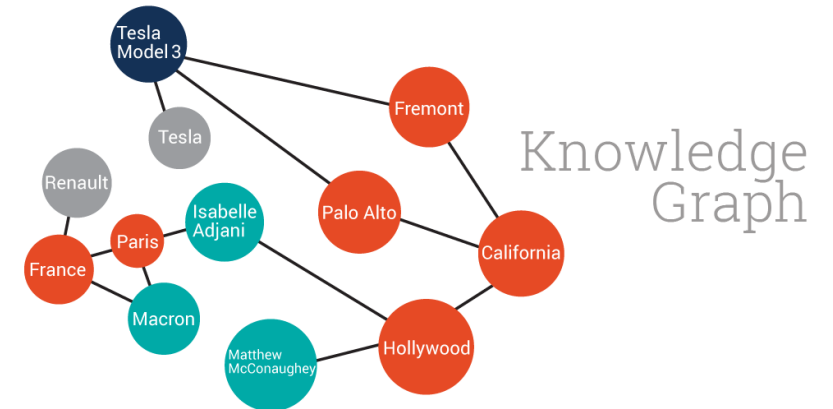 Tesla
Model 3
Fremont
Tesla
Knowledge
Graph
Renault
Isabelle
Adjani
Palo Alto
Paris
California
France
Macron
Hollywood
Matthew
McConaughey